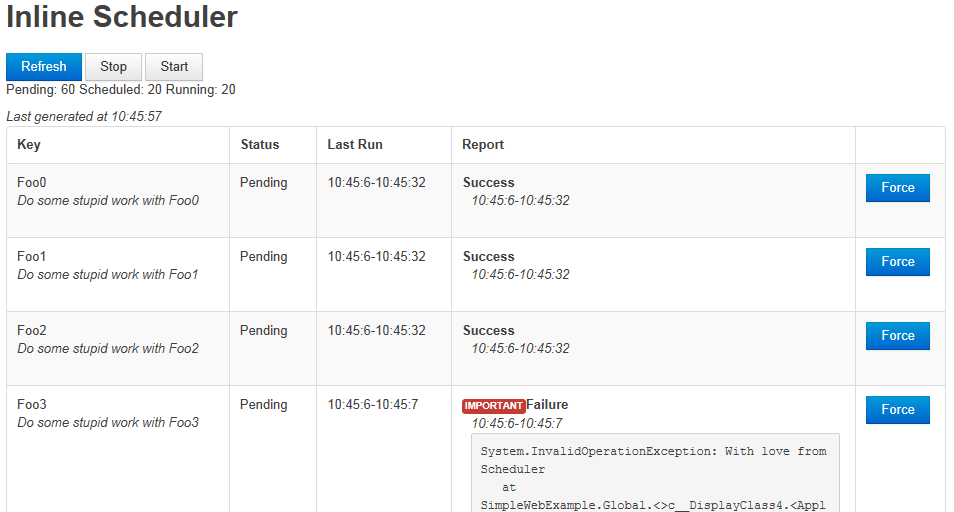 Inline Scheduler
Refresh Stop Start
Pending: 60 Scheduled: 20 Running: 20
Last generated at 10:45:57
Key Status Last Run Report
Foo0 Pending 10:45:6-10:45:32 Success Force
Do some stupid work with Foo0 10:45:6-10:45:32
Foo1 Pending 10:45:6-10:45:32 Success Force
Do some stupid work with Foo1 10:45:6-10:45:32
Foo2 Pending 10:45:6-10:45:32 Success Force
Do some stupid work with Foo2 10:45:6-10:45:32
Foo3 Pending 10:45:6-10:45:7 IMPORTANT Failure Force
Do some stupid work with Foo3 10:45:6-10:45:7
System.InvalidOperationException: With love from
Scheduler
at
SimpleWebExample.Global.<>c__DisplayClass4.<Appl